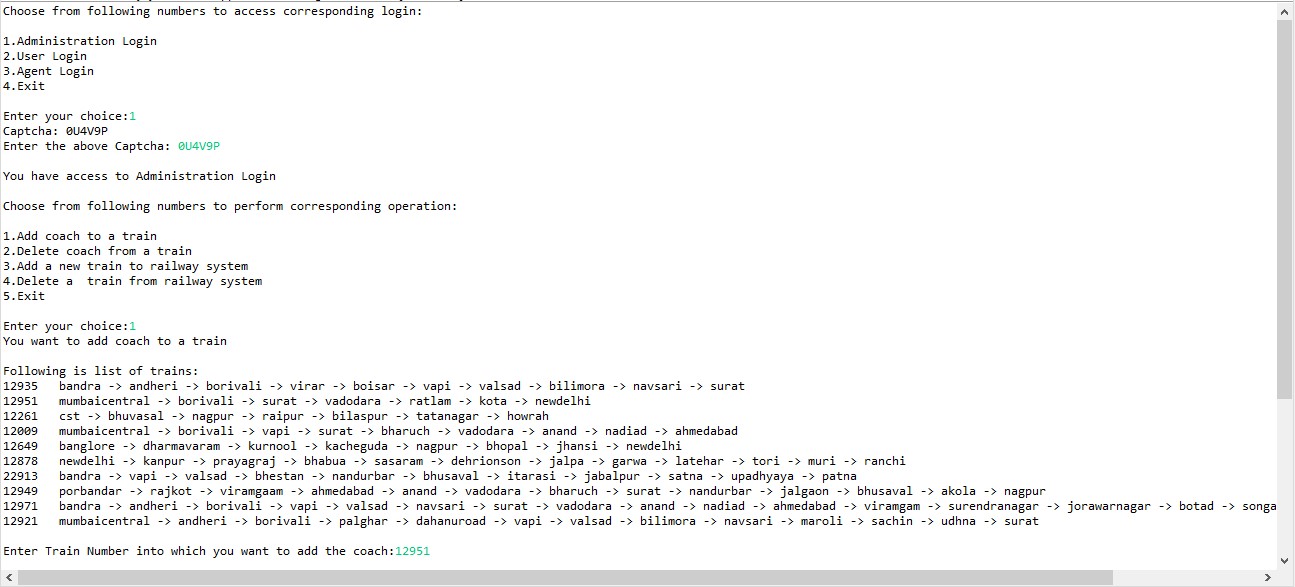 Choose from following numbers to access corresponding login:
1.Administration Login
2.User Login
3.Agent Login
4.Exit
Enter your choice:1
Captcha: 0U4V9P
Enter the above Captcha: 0U4V9P
You have access to Administration Login
Choose from following numbers to perform corresponding operation:
1.Add coach to a train
2.Delete coach from a train
3.Add a new train to railway system
4.Delete a  train from railway system
5.Exit
Enter your choice:1
You want to add coach to a train
Following is list of trains:
12935   bandra -> andheri -> borivali -> virar -> boisar -> vapi -> valsad -> bilimora -> navsari -> surat
12951   mumbaicentral -> borivali -> surat -> vadodara -> ratlam -> kota -> newdelhi
12261   cst -> bhuvasal -> nagpur -> raipur -> bilaspur -> tatanagar -> howrah
12009   mumbaicentral -> borivali -> vapi -> surat -> bharuch -> vadodara -> anand -> nadiad -> ahmedabad
12649   banglore -> dharmavaram -> kurnool -> kacheguda -> nagpur -> bhopal -> jhansi -> newdelhi
12878   newdelhi -> kanpur -> prayagraj -> bhabua -> sasaram -> dehrionson -> jalpa -> garwa -> latehar -> tori -> muri -> ranchi
22913   bandra -> vapi -> valsad -> bhestan -> nandurbar -> bhusaval -> itarasi -> jabalpur -> satna -> upadhyaya -> patna
12949   porbandar -> rajkot -> viramgaam -> ahmedabad -> anand -> vadodara -> bharuch -> surat -> nandurbar -> jalgaon -> bhusaval -> akola -> nagpur
12971   bandra -> andheri -> borivali -> vapi -> valsad -> navsari -> surat -> vadodara -> anand -> nadiad -> ahmedabad -> viramgam -> surendranagar -> jorawarnagar -> botad -> songa
12921   mumbaicentral -> andheri -> borivali -> palghar -> dahanuroad -> vapi -> valsad -> bilimora -> navsari -> maroli -> sachin -> udhna -> surat
Enter Train Number into which you want to add the coach:12951